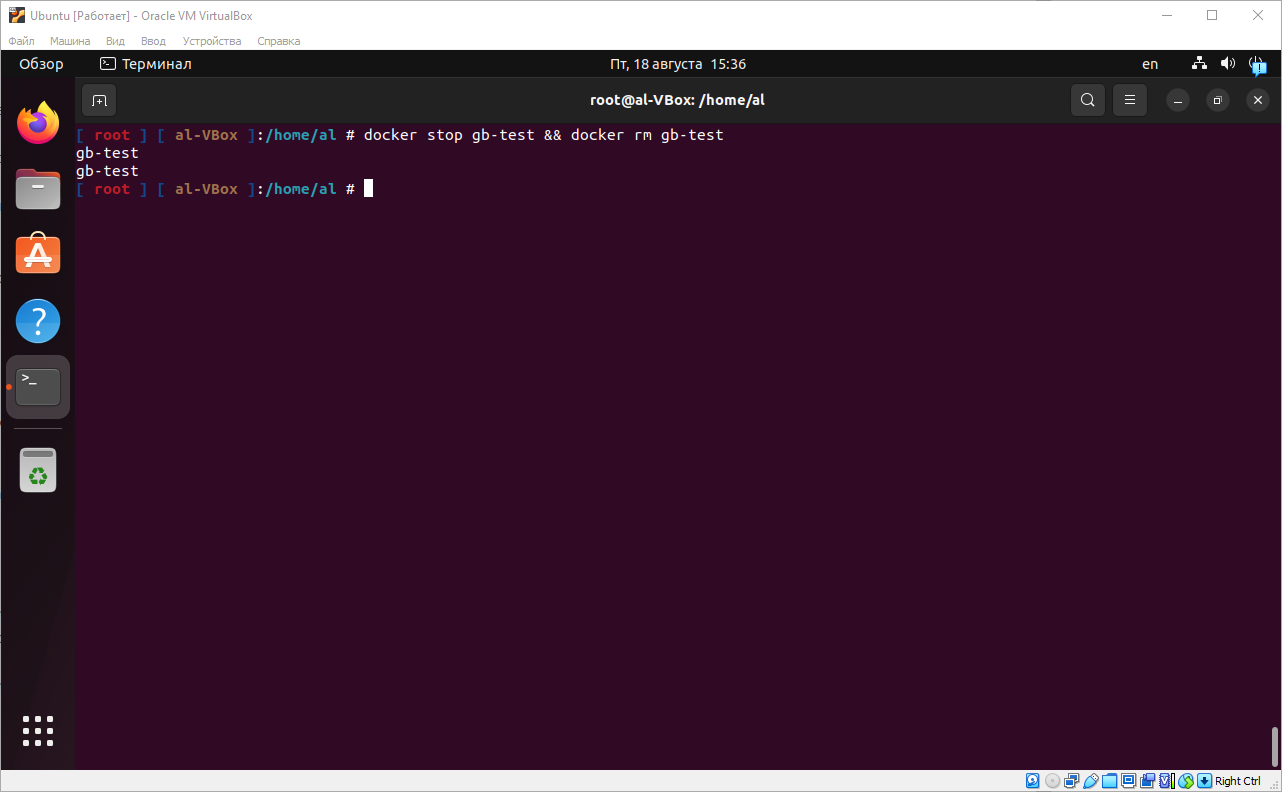 Ubuntu [Работает] - Oracle VM VirtualBox
Файл Машина Вид Ввод Устройства Справка
Обзор Терминал Пт, 18 августа 15:36 en
root@al-VBox: /home/al
[ root ] [ al-VBox ]:/home/al # docker stop gb-test && docker rm gb-test
gb-test
gb-test
[ root ] [ al-VBox ]:/home/al #
Right Ctrl